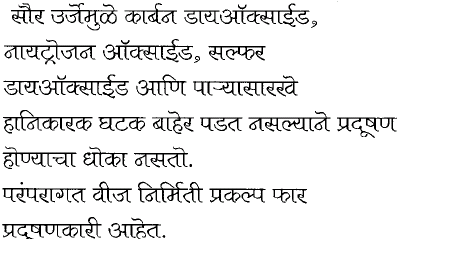 सौर उर्जेमुळे कार्बन डायऑक्साईड,
नायट्रोजन ऑक्साईड, सल्फर
डायऑक्साईड आणि पाऱ्यासारखे
हानिकारक घटक बाहेर पडत नसल्याने प्रदूषण
होण्याचा धोका नसतो.
परंपरागत वीज निर्मिती प्रकल्प फार
प्रदूषणकारी आहेत.